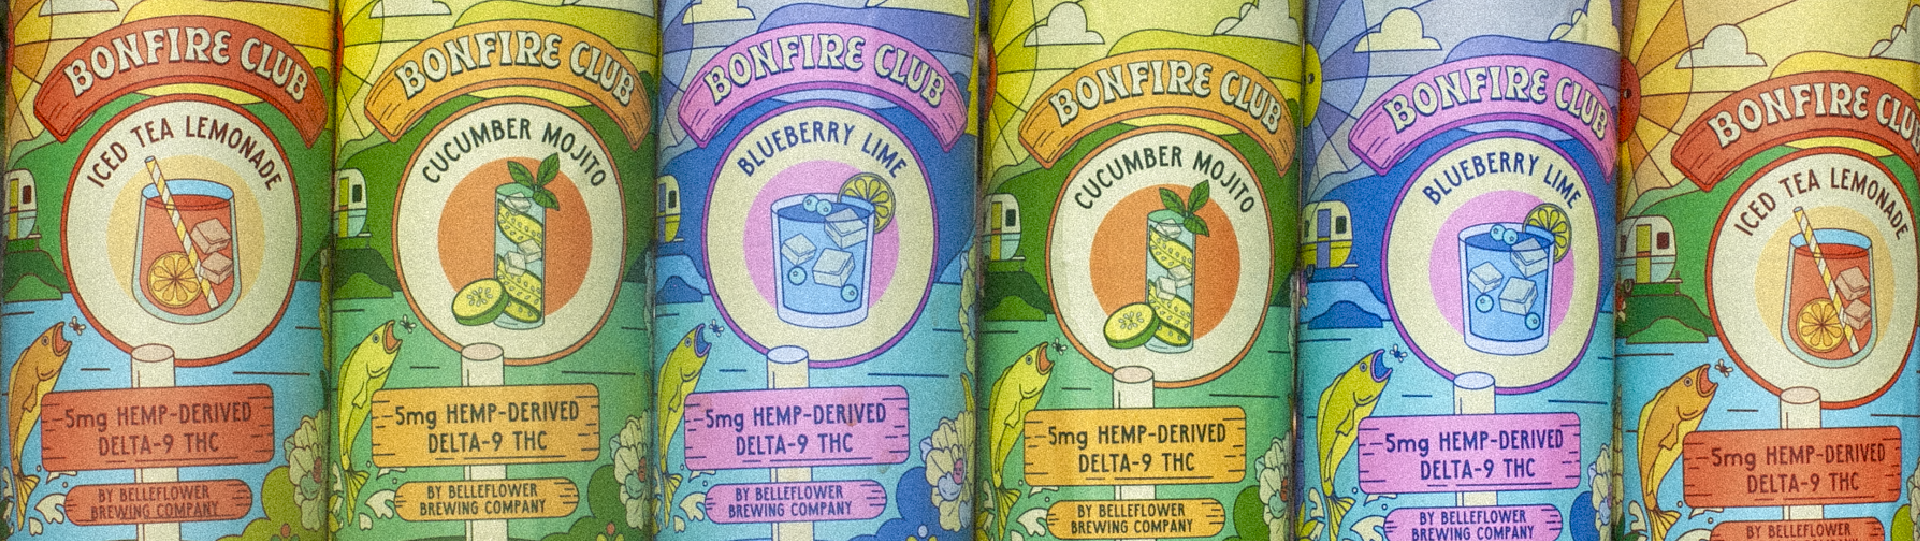 BONFIRE CLUB
ICED TEA LEMONADE
5mg HEMP-DERIVED
DELTA-9 THC
BY BELLEFLOWER
BREWING COMPANY
BONFIRE CLUB
CUCUMBER MOJITO
5mg HEMP-DERIVED
DELTA-9 THC
BY BELLEFLOWER
BREWING COMPANY
BONFIRE CLUB
BLUEBERRY LIME
5mg HEMP-DERIVED
DELTA-9 THC
BY BELLEFLOWER
BREWING COMPANY
BONFIRE CLUB
CUCUMBER MOJITO
5mg HEMP-DERIVED
DELTA-9 THC
BY BELLEFLOWER
BREWING COMPANY
BONFIRE CLUB
BLUEBERRY LIME
5mg HEMP-DERIVED
DELTA-9 THC
BY BELLEFLOWER
BREWING COMPANY
BONFIRE CLU
ICED TEA LEMONADE
5mg HEMP-DERIVED
DELTA-9 THC
BY BELLEFLOWER